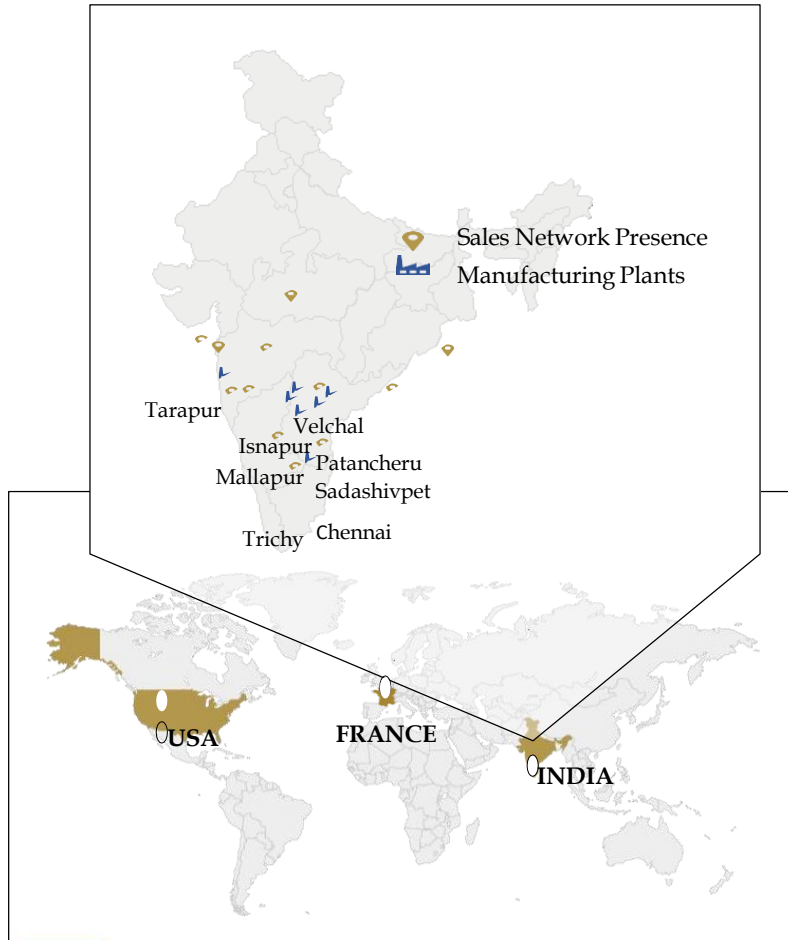 Sales Network Presence
Manufacturing Plants
Tarapur
Velchal
Isnapur
Patancheru
Mallapur
Sadashivpet
Chennai
Trichy
USA
FRANCE
INDIA